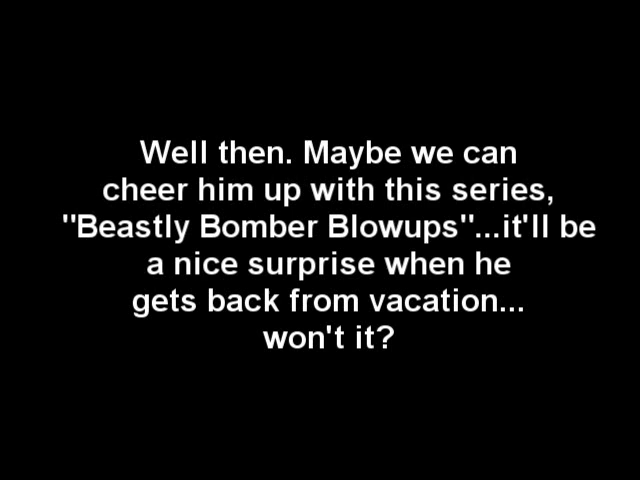 Well then. Maybe we can
cheer him up with this series,
"Beastly Bomber Blowups"...it'll be
a nice surprise when he
gets back from vacation...
won't it?